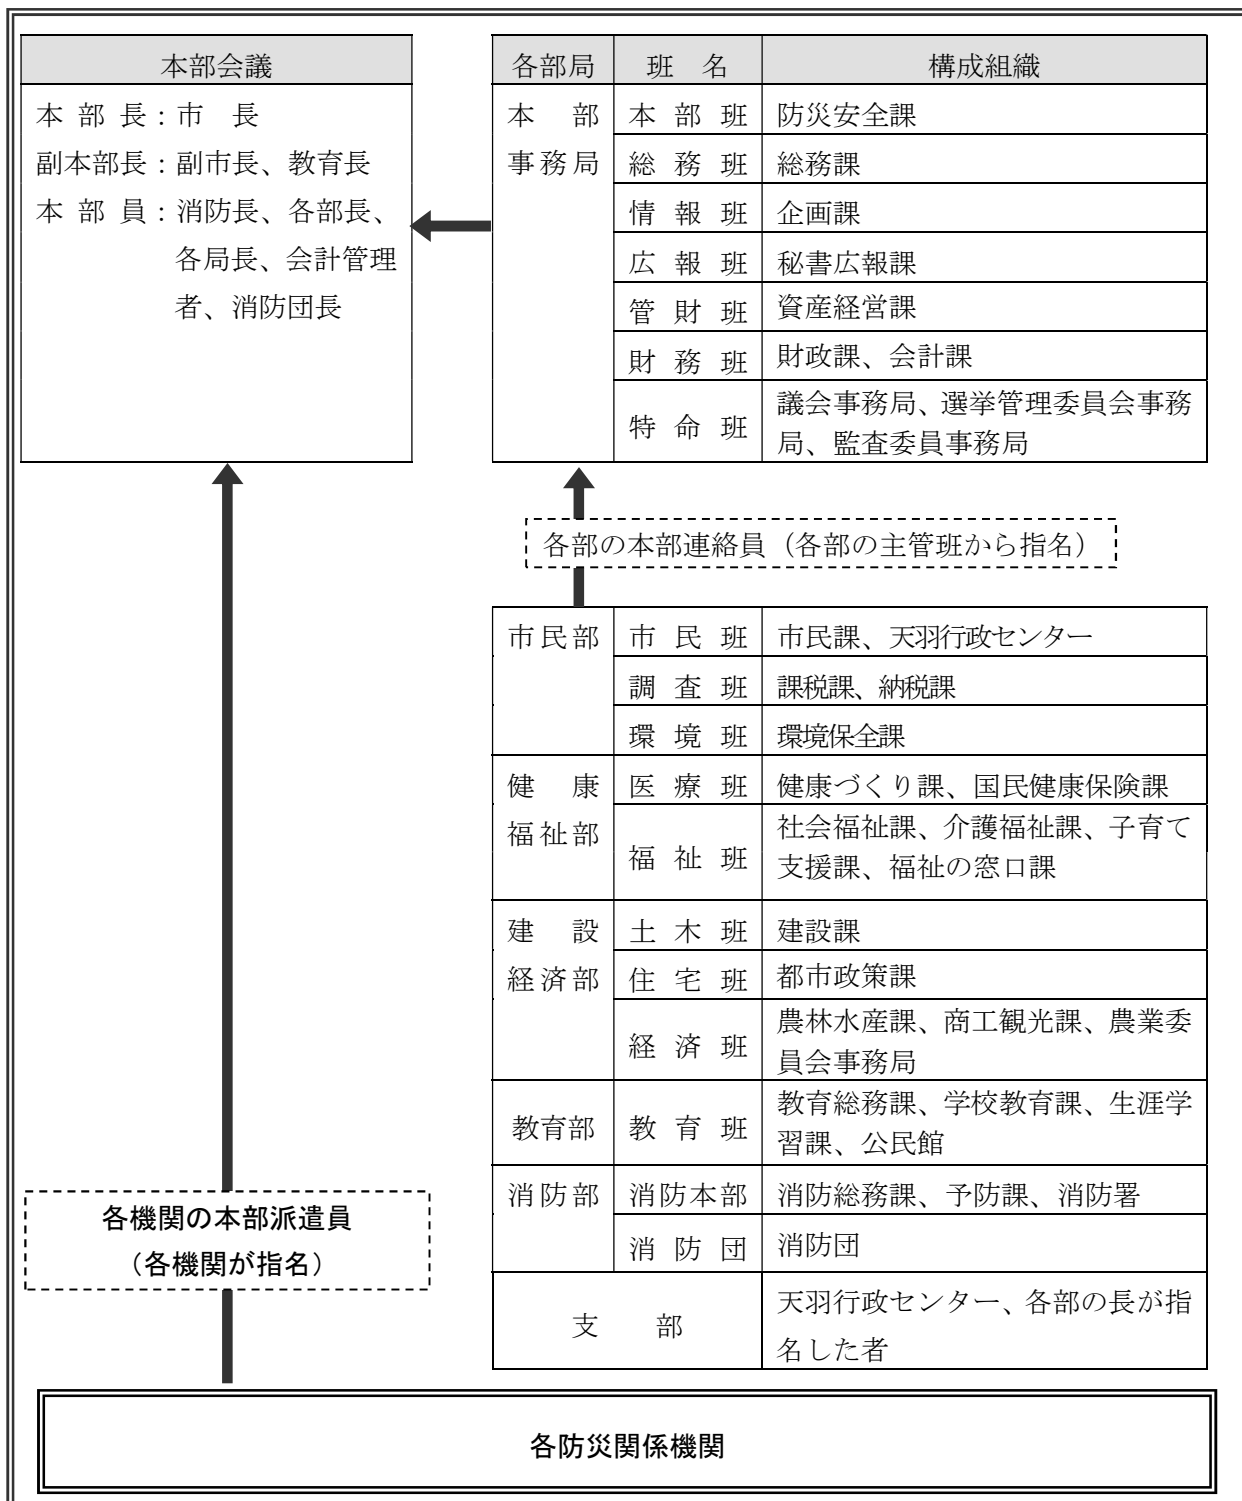 本部会議
本部長：市　長
副本部長：副市長、教育長
本部員：消防長、各部長、
各局長、会計管理
者、消防団長
各部局　班　名　構成組織
本　部　本部班　防災安全課
事務局　総務班　総務課
情報班　企画課
広報班　秘書広報課
管財班　資産経営課
財務班　財政課、会計課
特命班　議会事務局、選挙管理委員会事務
局、監査委員事務局
各部の本部連絡員（各部の主管班から指名）
市民部　市民班　市民課、天羽行政センター
調査班　課税課、納税課
環境班　環境保全課
健　康　医療班　健康づくり課、国民健康保険課
福祉部　福祉班　社会福祉課、介護福祉課、子育て
支援課、福祉の窓口課
建　設　土木班　建設課
経済部　住宅班　都市政策課
経済班　農林水産課、商工観光課、農業委
員会事務局
教育部　教育班　教育総務課、学校教育課、生涯学
習課、公民館
消防部　消防本部　消防総務課、予防課、消防署
消防団　消防団
支　部　天羽行政センター、各部の長が指
名した者
各機関の本部派遣員
（各機関が指名）
各防災関係機関